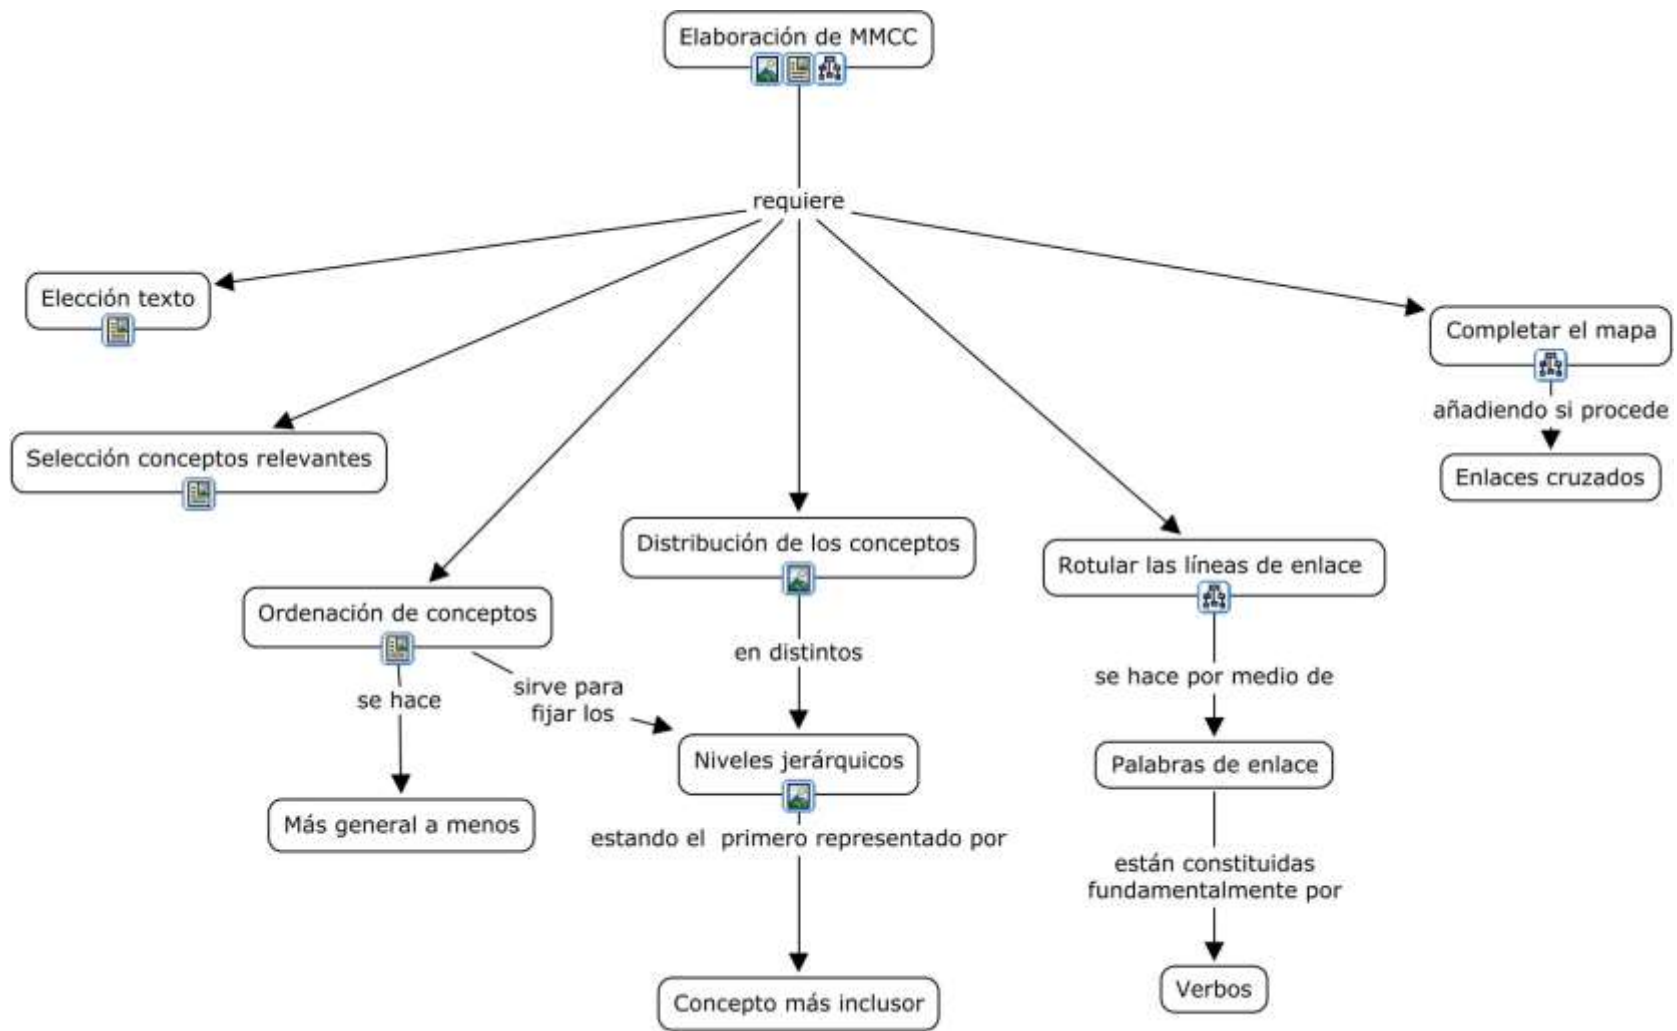 Elaboración de MMCC
requiere
Elección texto
Completar el mapa
añadiendo si procede
Selección conceptos relevantes
Enlaces cruzados
Distribución de los conceptos
Rotular las líneas de enlace
Ordenación de conceptos
en distintos
se hace por medio de
se hace
sirve para
fijar los
Niveles jerárquicos
Palabras de enlace
Más general a menos
estando el primero representado por
están constituidas
fundamentalmente por
Concepto más inclusor
Verbos